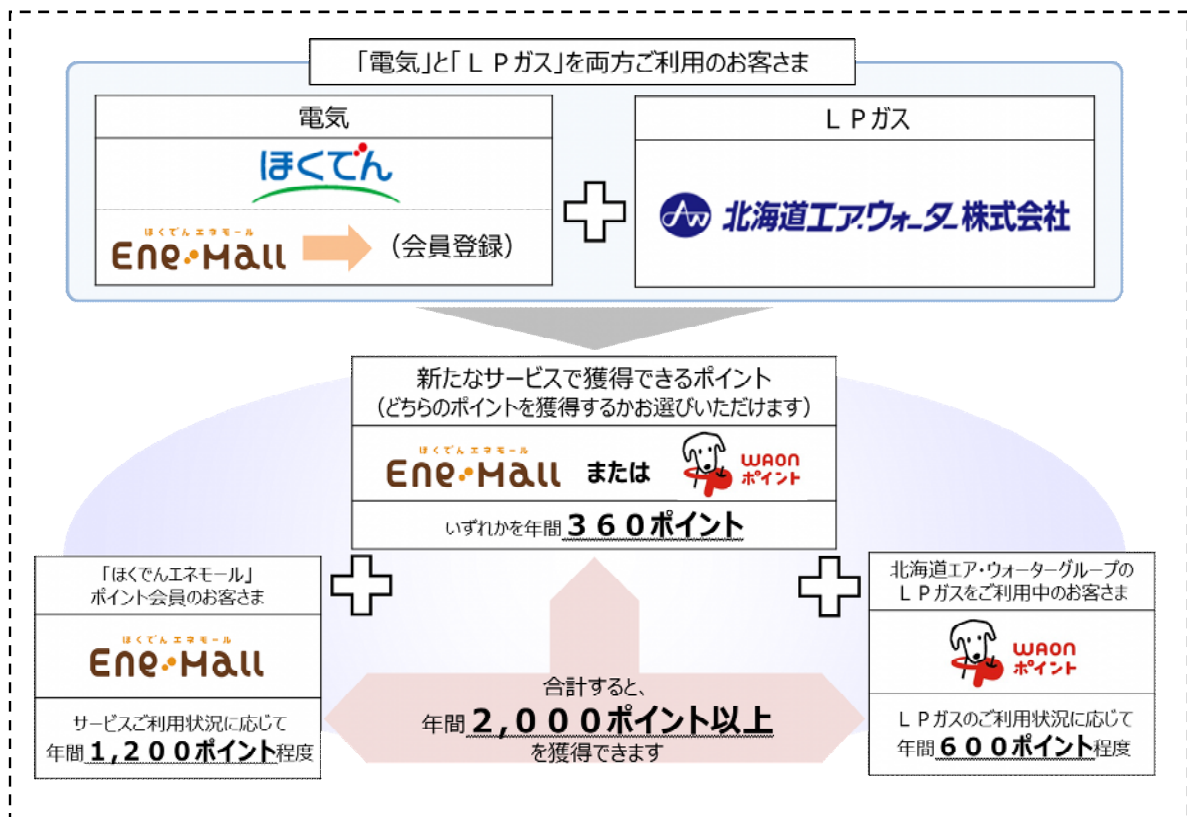 「電気」と「ＬＰガス」を両方ご利用のお客さま
電気
ほくでん
ほくでんエネモール
Ene・Mall
（会員登録）
ＬＰガス
AW
北海道エア・ウォーター株式会社
新たなサービスで獲得できるポイント
（どちらのポイントを獲得するかお選びいただけます）
ほくでんエネモール
Ene・Mall
または
WAON
ポイント
いずれかを年間３６０ポイント
「ほくでんエネモール」
ポイント会員のお客さま
ほくでんエネモール
Ene・Mall
サービスご利用状況に応じて
年間１,２００ポイント程度
合計すると、
年間２,０００ポイント以上
を獲得できます
北海道エア・ウォーターグループの
ＬＰガスをご利用中のお客さま
WAON
ポイント
ＬＰガスのご利用状況に応じて
年間６００ポイント程度